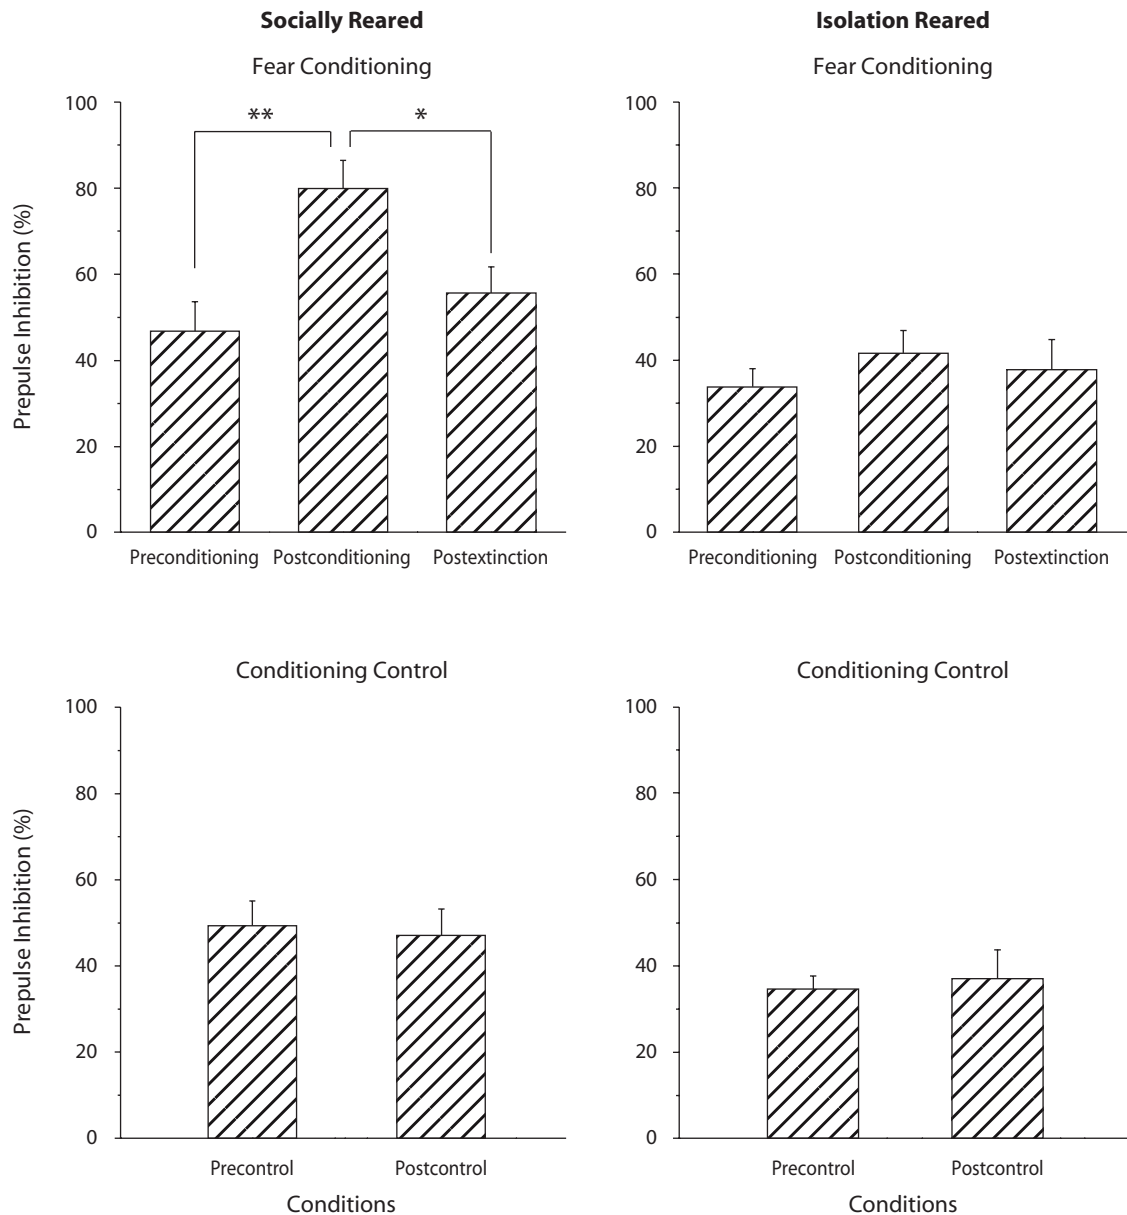 Socially Reared
Fear Conditioning
Prepulse Inhibition (%)
100
80
60
40
20
0
**
*
Preconditioning Postconditioning Postextinction
Isolation Reared
Fear Conditioning
100
80
60
40
20
0
Preconditioning Postconditioning Postextinction
Conditioning Control
Prepulse Inhibition (%)
100
80
60
40
20
0
Precontrol Postcontrol
Conditions
Conditioning Control
100
80
60
40
20
0
Precontrol Postcontrol
Conditions